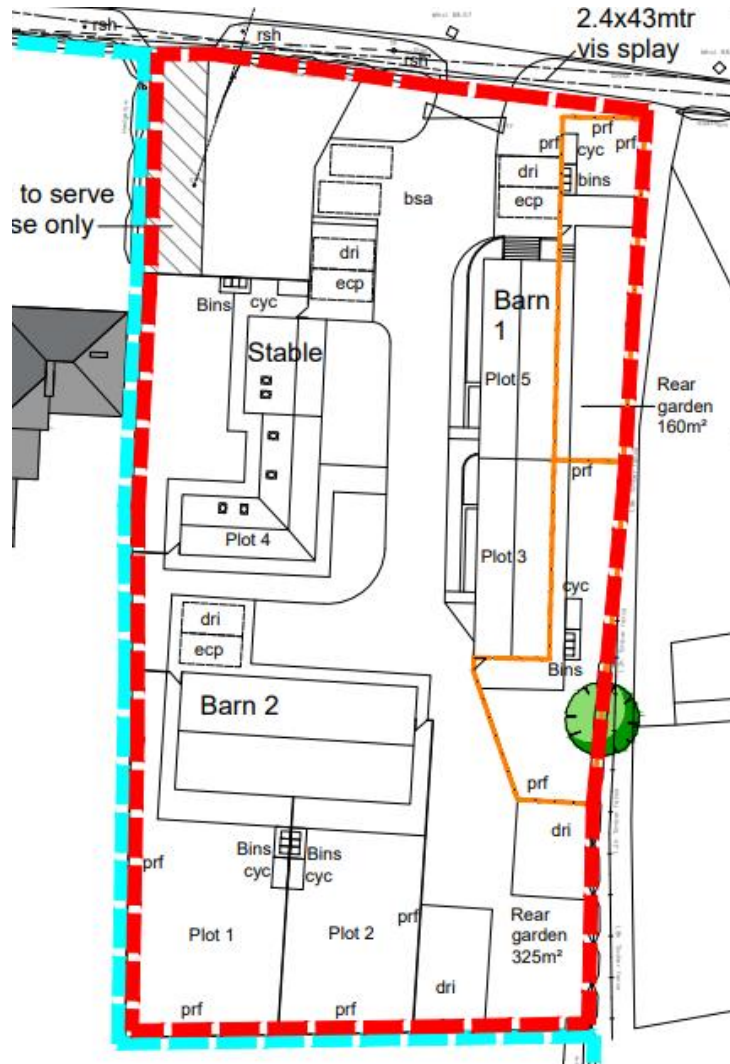 rsh
rsh
rsh
2.4x43mtr
vis splay
prf
prf
prf
cyc
bins
dri
ecp
bsa
to serve
se only
dri
ecp
Bins
cyc
Stable
Barn
1
Plot 5
Rear
garden
160m²
prf
Plot 4
Plot 3
cyc
Bins
dri
ecp
Barn 2
prf
dri
Bins
Bins
cyc
cyc
prf
prf
Plot 1
Plot 2
Rear
garden
325m²
dri
prf
prf